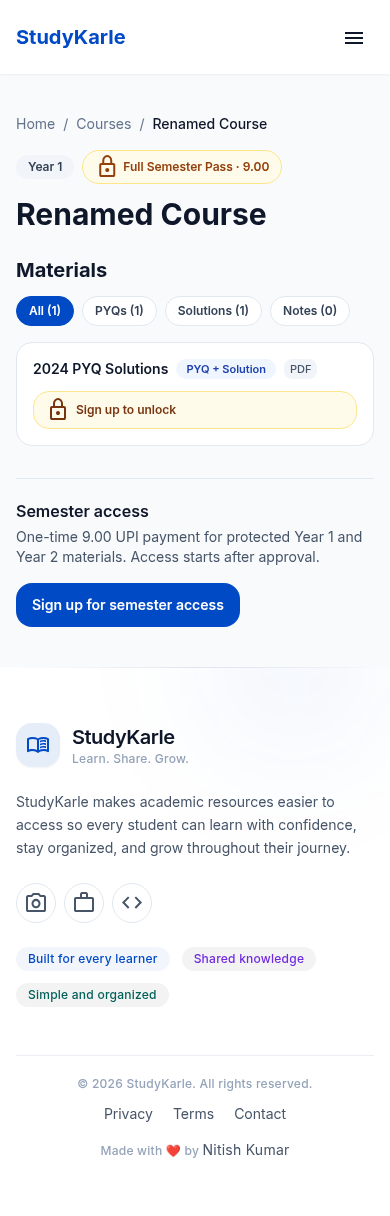 StudyKarle
Home / Courses / Renamed Course
Year 1
Full Semester Pass · 9.00
Renamed Course
Materials
All (1) PYQs (1) Solutions (1) Notes (0)
2024 PYQ Solutions PYQ + Solution PDF
Sign up to unlock
Semester access
One-time 9.00 UPI payment for protected Year 1 and
Year 2 materials. Access starts after approval.
Sign up for semester access
StudyKarle
Learn. Share. Grow.
StudyKarle makes academic resources easier to
access so every student can learn with confidence,
stay organized, and grow throughout their journey.
Built for every learner Shared knowledge
Simple and organized
© 2026 StudyKarle. All rights reserved.
Privacy Terms Contact
Made with ❤️ by Nitish Kumar